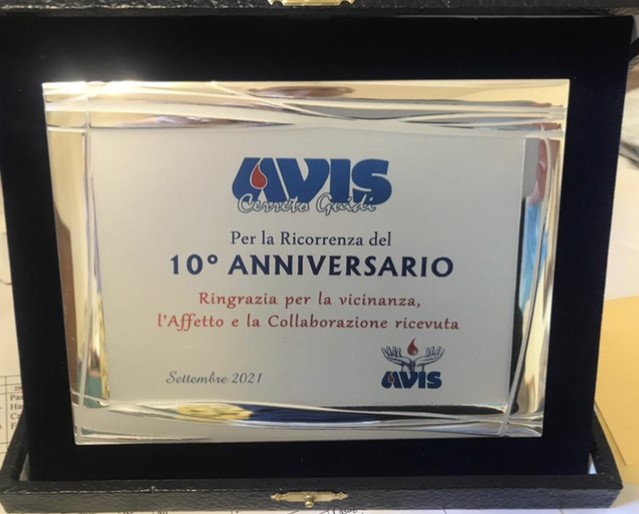 AVIS
Cerreto Guidi
Per la Ricorrenza del
10° ANNIVERSARIO
Ringrazia per la vicinanza,
l'Affetto e la Collaborazione ricevuta
Settembre 2021
AVIS